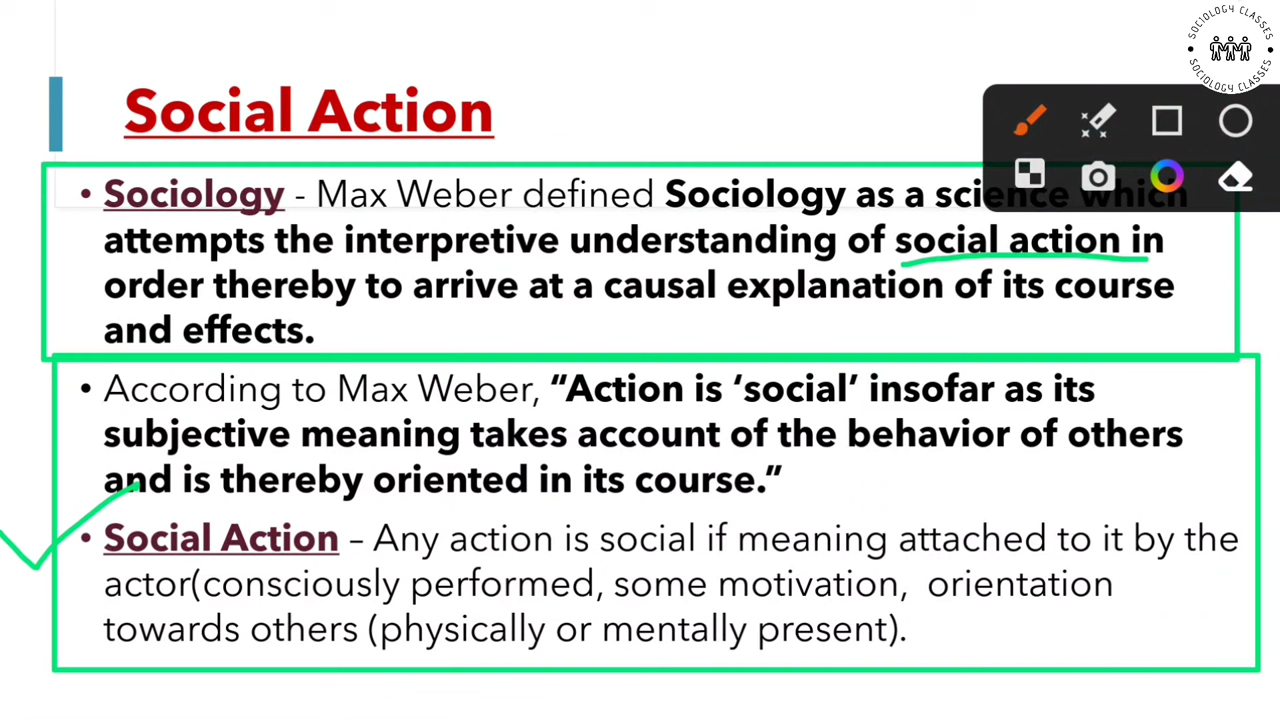 SOCIOLOGY CLASSES
SOCIOLOGY CLASSES
Social Action
• Sociology - Max Weber defined Sociology as a science which
attempts the interpretive understanding of social action in
order thereby to arrive at a causal explanation of its course
and effects.
• According to Max Weber, “Action is ‘social’ insofar as its
subjective meaning takes account of the behavior of others
and is thereby oriented in its course.”
• Social Action – Any action is social if meaning attached to it by the
actor(consciously performed, some motivation,  orientation
towards others (physically or mentally present).